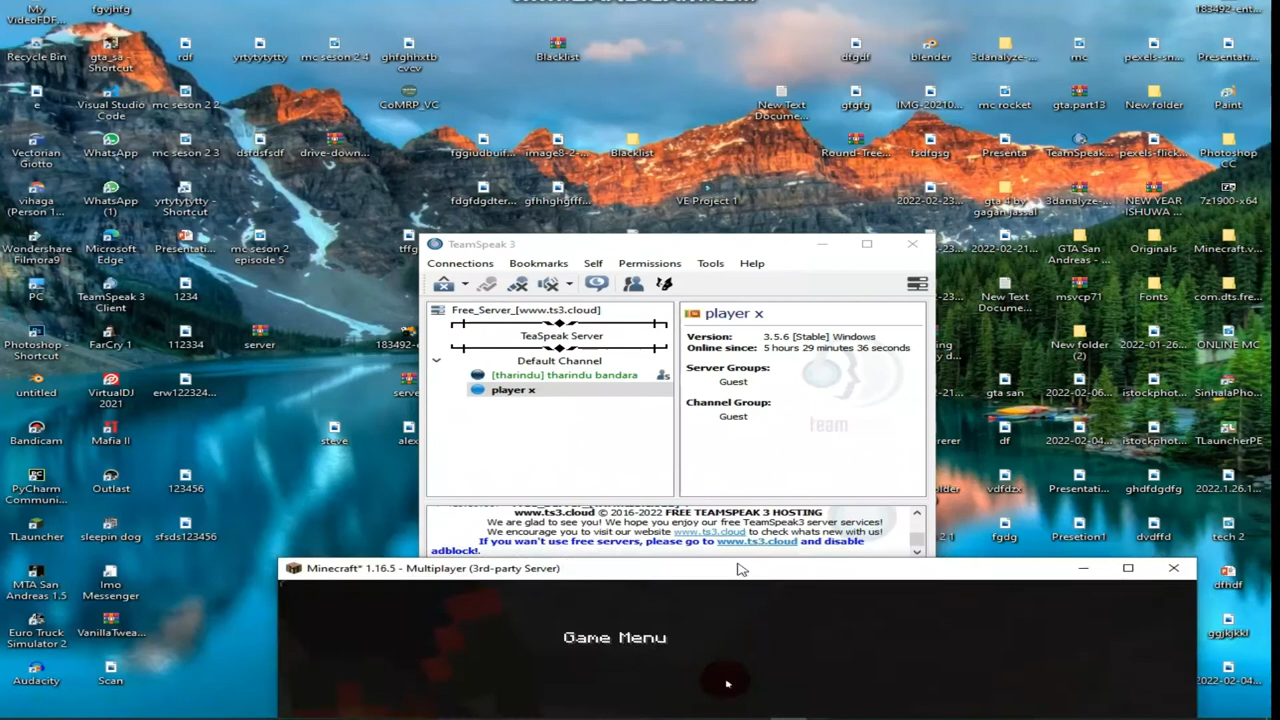 My
VideoFDF...
fgvjhfg
183492-ent...
Recycle Bin
gta_sa -
Shortcut
rdf
yrtytytytty
mc seson 2 4
ghfghhxtb
cvcv
Blacklist
dfgdf
Blender
3danalyze-...
mc
pexels-sn...
Presentati...
e
Visual Studio
Code
mc seson 2 2
CoMRP_VC
New Text
Docume...
gfgfg
IMG-20210...
mc rocket
gta.part13
New folder
Paint
Vectorian
Giotto
WhatsApp
mc seson 2 3
dsfdsfsdf
drive-down...
fggiudbuif...
image8-2-...
Blacklist
Round-Tree...
fsdfgsg
Presenta
TeamSpeak...
pexels-flick...
Photoshop
CC
vihaga
(Person 1...
WhatsApp
(1)
yrtytytytty -
Shortcut
fdgfdgdter...
gfhhghgfff...
VE Project 1
2022-02-23...
gta 4 by
gagan jassal
3danalyze-...
NEW YEAR
ISHUWA ...
7z1900-x64
Wondershare
Filmora9
Microsoft
Edge
Presentati...
mc seson 2
episode 5
tffg
2022-02-21...
GTA San
Andreas - ...
Originals
Minecraft.v...
PC
TeamSpeak 3
Client
1234
New Text
Docume...
msvcp71
Fonts
com.dts.fre...
Photoshop -
Shortcut
FarCry 1
112334
server
183492-e
New folder
(2)
2022-01-26...
ONLINE MC
untitled
VirtualDJ
2021
erw122324...
serve
gta san
2022-02-06...
istockphot...
SinhalaPho...
Bandicam
Mafia II
steve
alex
erer
df
2022-02-04...
istockphot...
TLauncherPE
PyCharm
Communi...
Outlast
123456
older
vdfdzx
Presentati...
ghdfdgdfg
2022.1.26.1...
TLauncher
sleepin dog
sfsds123456
2 1
fgdg
Presetion1
dvdffd
tech 2
MTA San
Andreas 1.5
Imo
Messenger
dfhdf
Euro Truck
Simulator 2
VanillaTwea...
ggjkjkkl
Audacity
Scan
2022-02-04...
TeamSpeak 3
Connections Bookmarks Self Permissions Tools Help
Free_Server_[www.ts3.cloud]
TeaSpeak Server
Default Channel
[tharindu] tharindu bandara
player x
player x
Version: 3.5.6 [Stable] Windows
Online since: 5 hours 29 minutes 36 seconds
Server Groups:
Guest
Channel Group:
Guest
team
www.ts3.cloud © 2016-2022 FREE TEAMSPEAK 3 HOSTING
We are glad to see you! We hope you enjoy our free TeamSpeak3 server services!
We encourage you to visit our website www.ts3.cloud to check whats new with us!
If you wan't use free servers, please go to www.ts3.cloud and disable
adblock!.
Minecraft* 1.16.5 - Multiplayer (3rd-party Server)
Game Menu